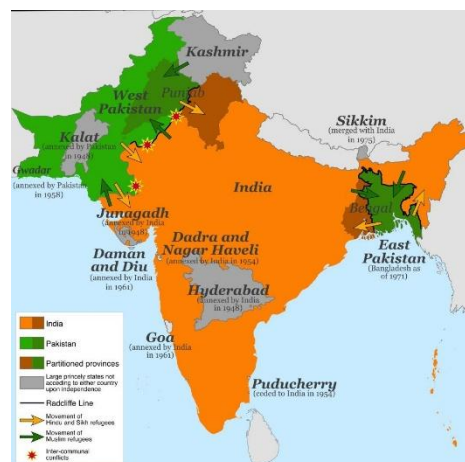 Kashmir
Punjab
West
Pakistan
Kalat
(annexed by Pakistan
in 1948)
Gwadar
(annexed by Pakistan
in 1958)
Sikkim
(merged with India
in 1975)
India
Bengal
Junagadh
(annexed by India
in 1948)
East
Pakistan
(Bangladesh as
of 1971)
Daman
and Diu
(annexed by India
in 1961)
Dadra and
Nagar Haveli
(annexed by India in 1954)
Hyderabad
(annexed by India
in 1948)
Goa
(annexed by India
in 1961)
Puducherry
(ceded to India in 1954)
India
Pakistan
Partitioned provinces
Large princely states not
acceding to either country
upon independence
Radcliffe Line
Movement of
Hindu and Sikh refugees
Movement of
Muslim refugees
Inter-communal
conflicts